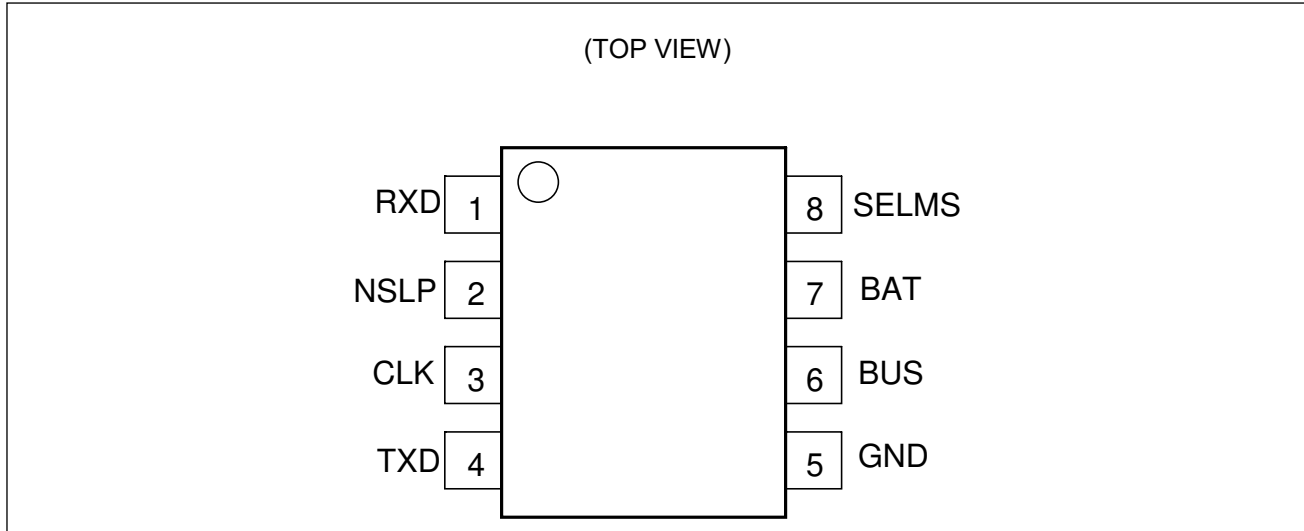 (TOP VIEW)
RXD 1 8 SELMS
NSLP 2 7 BAT
CLK 3 6 BUS
TXD 4 5 GND